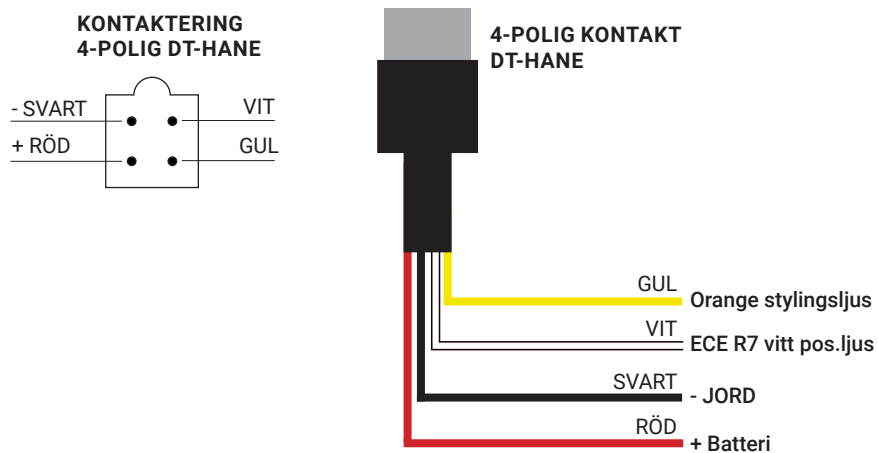 KONTAKTERING
4-POLIG DT-HANE
- SVART
VIT
+ RÖD
GUL
4-POLIG KONTAKT
DT-HANE
GUL
Orange stylingsljus
VIT
ECE R7 vitt pos.ljus
SVART
- JORD
RÖD
+ Batteri